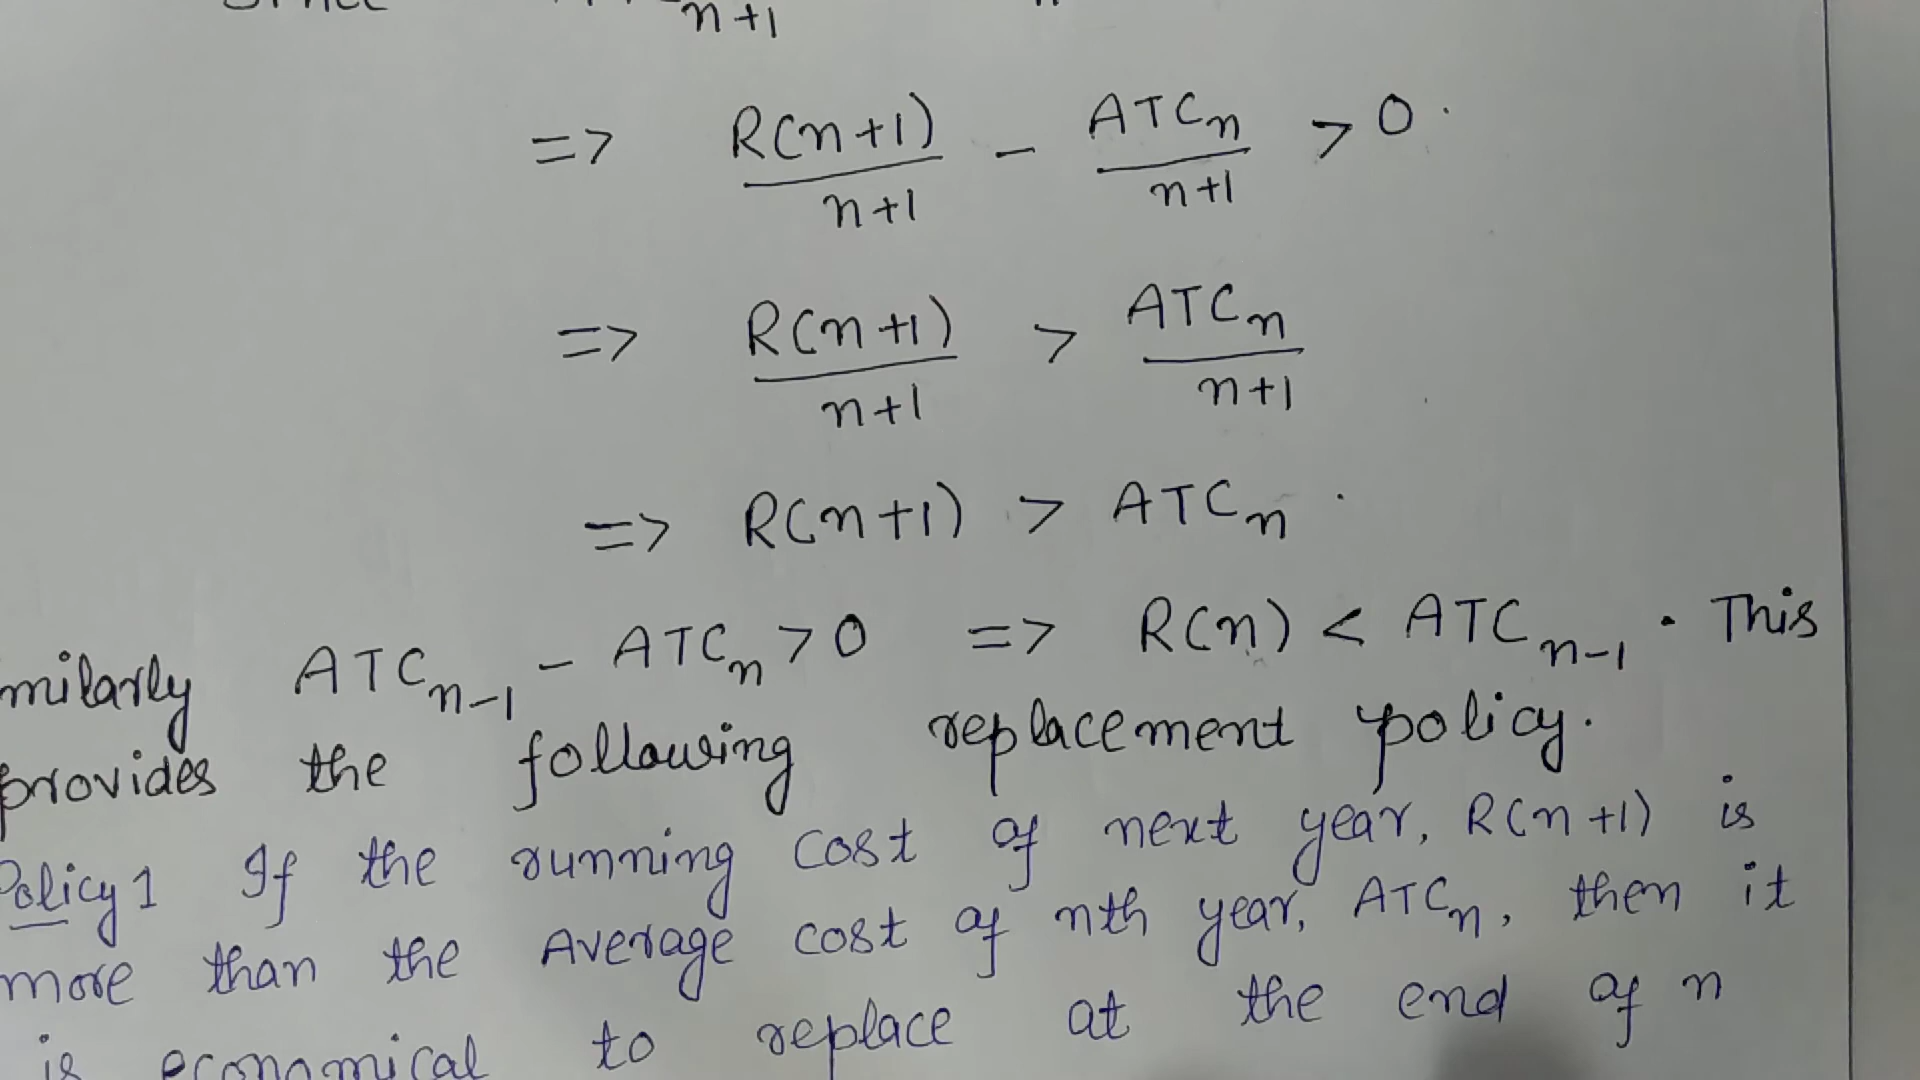 n+1
=> R(n+1)/n+1 - ATCn/n+1 > 0.
=> R(n+1)/n+1 > ATCn/n+1
=> R(n+1) > ATCn.
milarly ATCn-1 - ATCn > 0 => R(n) < ATCn-1. This
provides the following replacement policy.
Policy 1 If the running cost of next year, R(n+1) is
more than the Average cost of nth year, ATCn, then it
is economical to replace at the end of n